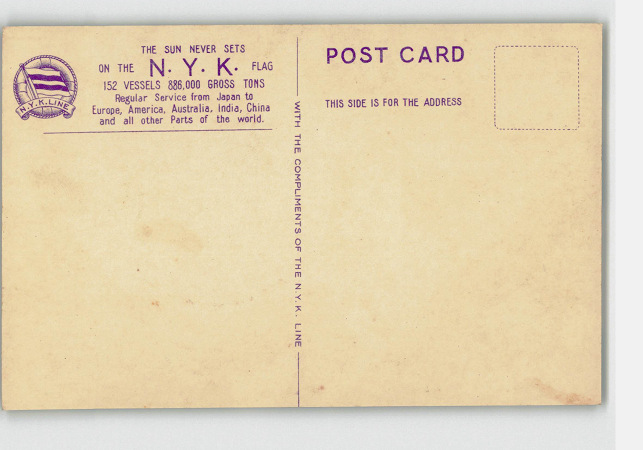 THE SUN NEVER SETS
ON THE N. Y. K. FLAG
152 VESSELS 886,000 GROSS TONS
Regular Service from Japan to
Europe, America, Australia, India, China
and all other Parts of the world.
N.Y.K.LINE
WITH THE COMPLIMENTS OF THE N.Y.K. LINE
POST CARD
THIS SIDE IS FOR THE ADDRESS